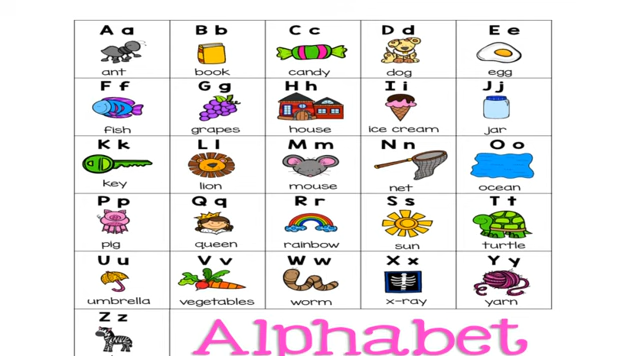 A a B b C c D d E e
ant book candy dog egg
F f G g H h I i J j
fish grapes house ice cream jar
K k L l M m N n O o
key lion mouse net ocean
P p Q q R r S s T t
pig queen rainbow sun turtle
U u V v W w X x Y y
umbrella vegetables worm x-ray yarn
Z z
Alphabet